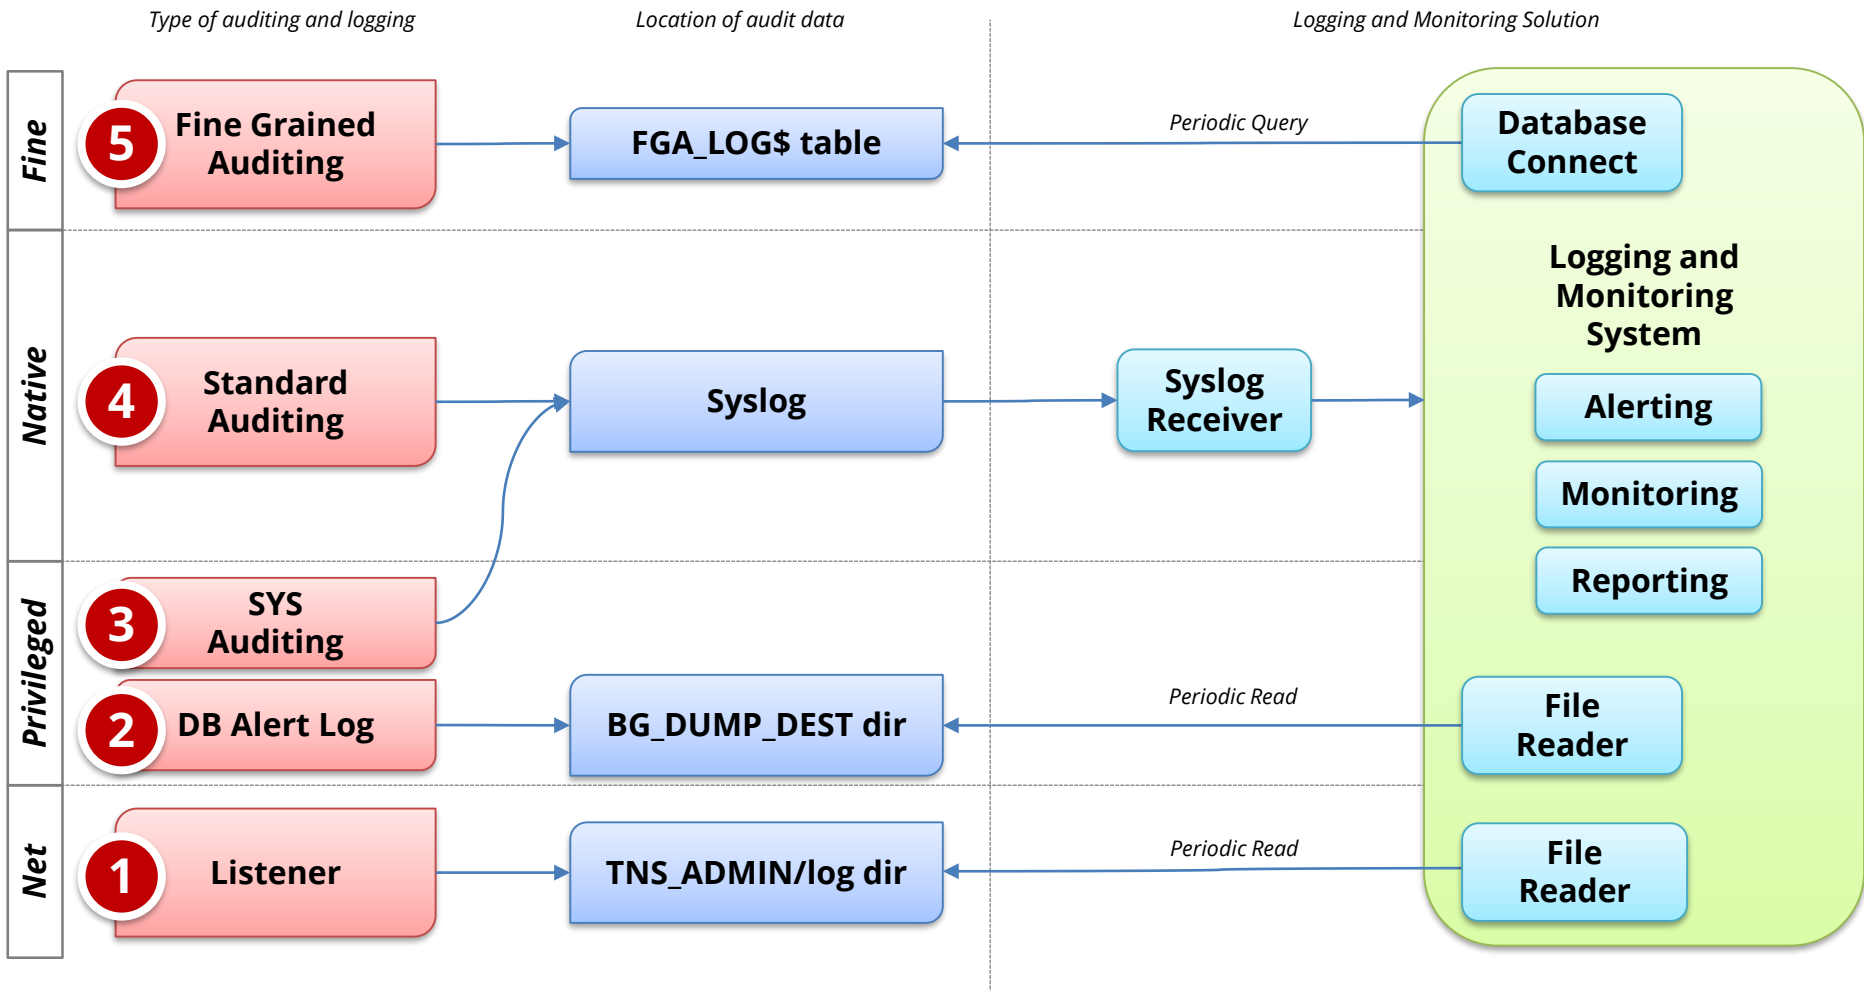 Type of auditing and logging
Location of audit data
Logging and Monitoring Solution
Fine
5
Fine Grained
Auditing
FGA_LOG$ table
Periodic Query
Database
Connect
Logging and
Monitoring
System
Native
4
Standard
Auditing
Syslog
Syslog
Receiver
Alerting
Monitoring
Reporting
Privileged
3
SYS
Auditing
2
DB Alert Log
BG_DUMP_DEST dir
Periodic Read
File
Reader
Net
1
Listener
TNS_ADMIN/log dir
Periodic Read
File
Reader